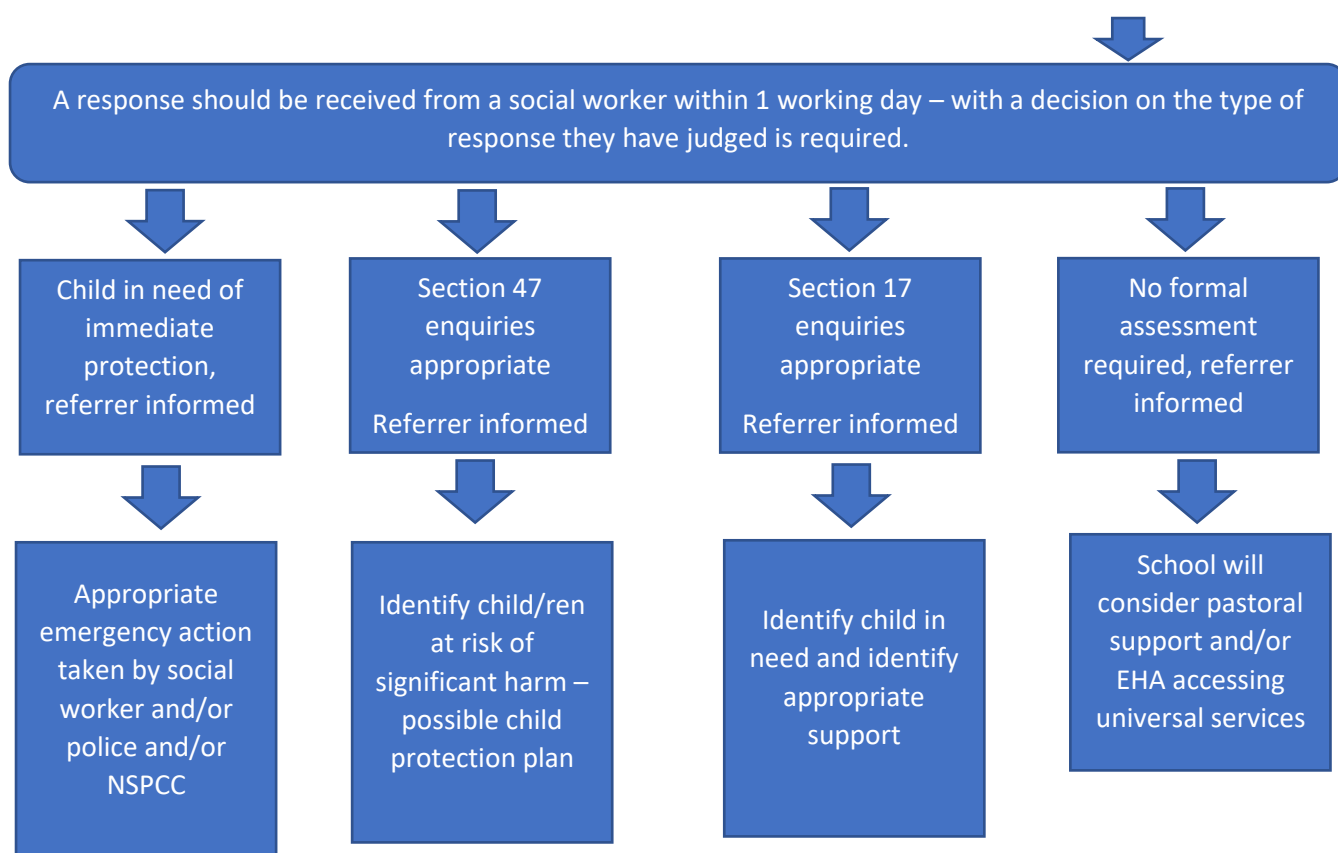 A response should be received from a social worker within 1 working day – with a decision on the type of
response they have judged is required.
Child in need of
immediate
protection,
referrer informed
Section 47
enquiries
appropriate
Referrer informed
Section 17
enquiries
appropriate
Referrer informed
No formal
assessment
required, referrer
informed
Appropriate
emergency action
taken by social
worker and/or
police and/or
NSPCC
Identify child/ren
at risk of
significant harm –
possible child
protection plan
Identify child in
need and identify
appropriate
support
School will
consider pastoral
support and/or
EHA accessing
universal services